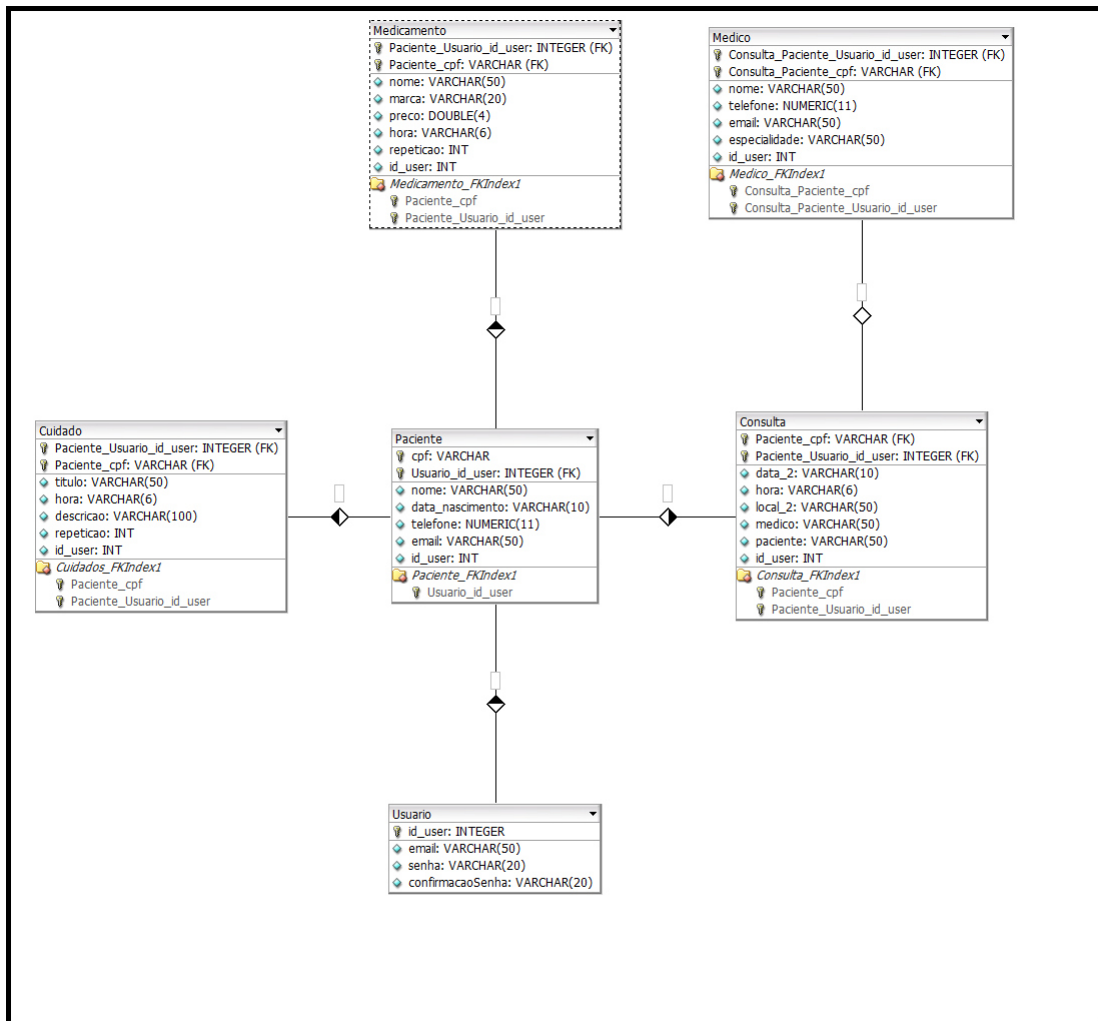 Medicamento
Paciente_Usuario_id_user: INTEGER (FK)
Paciente_cpf: VARCHAR (FK)
nome: VARCHAR(50)
marca: VARCHAR(20)
preco: DOUBLE(4)
hora: VARCHAR(6)
repeticao: INT
id_user: INT
Medicamento_FKIndex1
Paciente_cpf
Paciente_Usuario_id_user
Medico
Consulta_Paciente_Usuario_id_user: INTEGER (FK)
Consulta_Paciente_cpf: VARCHAR (FK)
nome: VARCHAR(50)
telefone: NUMERIC(11)
email: VARCHAR(50)
especialidade: VARCHAR(50)
id_user: INT
Medico_FKIndex1
Consulta_Paciente_cpf
Consulta_Paciente_Usuario_id_user
Cuidado
Paciente_Usuario_id_user: INTEGER (FK)
Paciente_cpf: VARCHAR (FK)
titulo: VARCHAR(50)
hora: VARCHAR(6)
descricao: VARCHAR(100)
repeticao: INT
id_user: INT
Cuidados_FKIndex1
Paciente_cpf
Paciente_Usuario_id_user
Paciente
cpf: VARCHAR
Usuario_id_user: INTEGER (FK)
nome: VARCHAR(50)
data_nascimento: VARCHAR(10)
telefone: NUMERIC(11)
email: VARCHAR(50)
id_user: INT
Paciente_FKIndex1
Usuario_id_user
Consulta
Paciente_cpf: VARCHAR (FK)
Paciente_Usuario_id_user: INTEGER (FK)
data_2: VARCHAR(10)
hora: VARCHAR(6)
local_2: VARCHAR(50)
medico: VARCHAR(50)
paciente: VARCHAR(50)
id_user: INT
Consulta_FKIndex1
Paciente_cpf
Paciente_Usuario_id_user
Usuario
id_user: INTEGER
email: VARCHAR(50)
senha: VARCHAR(20)
confirmacaoSenha: VARCHAR(20)